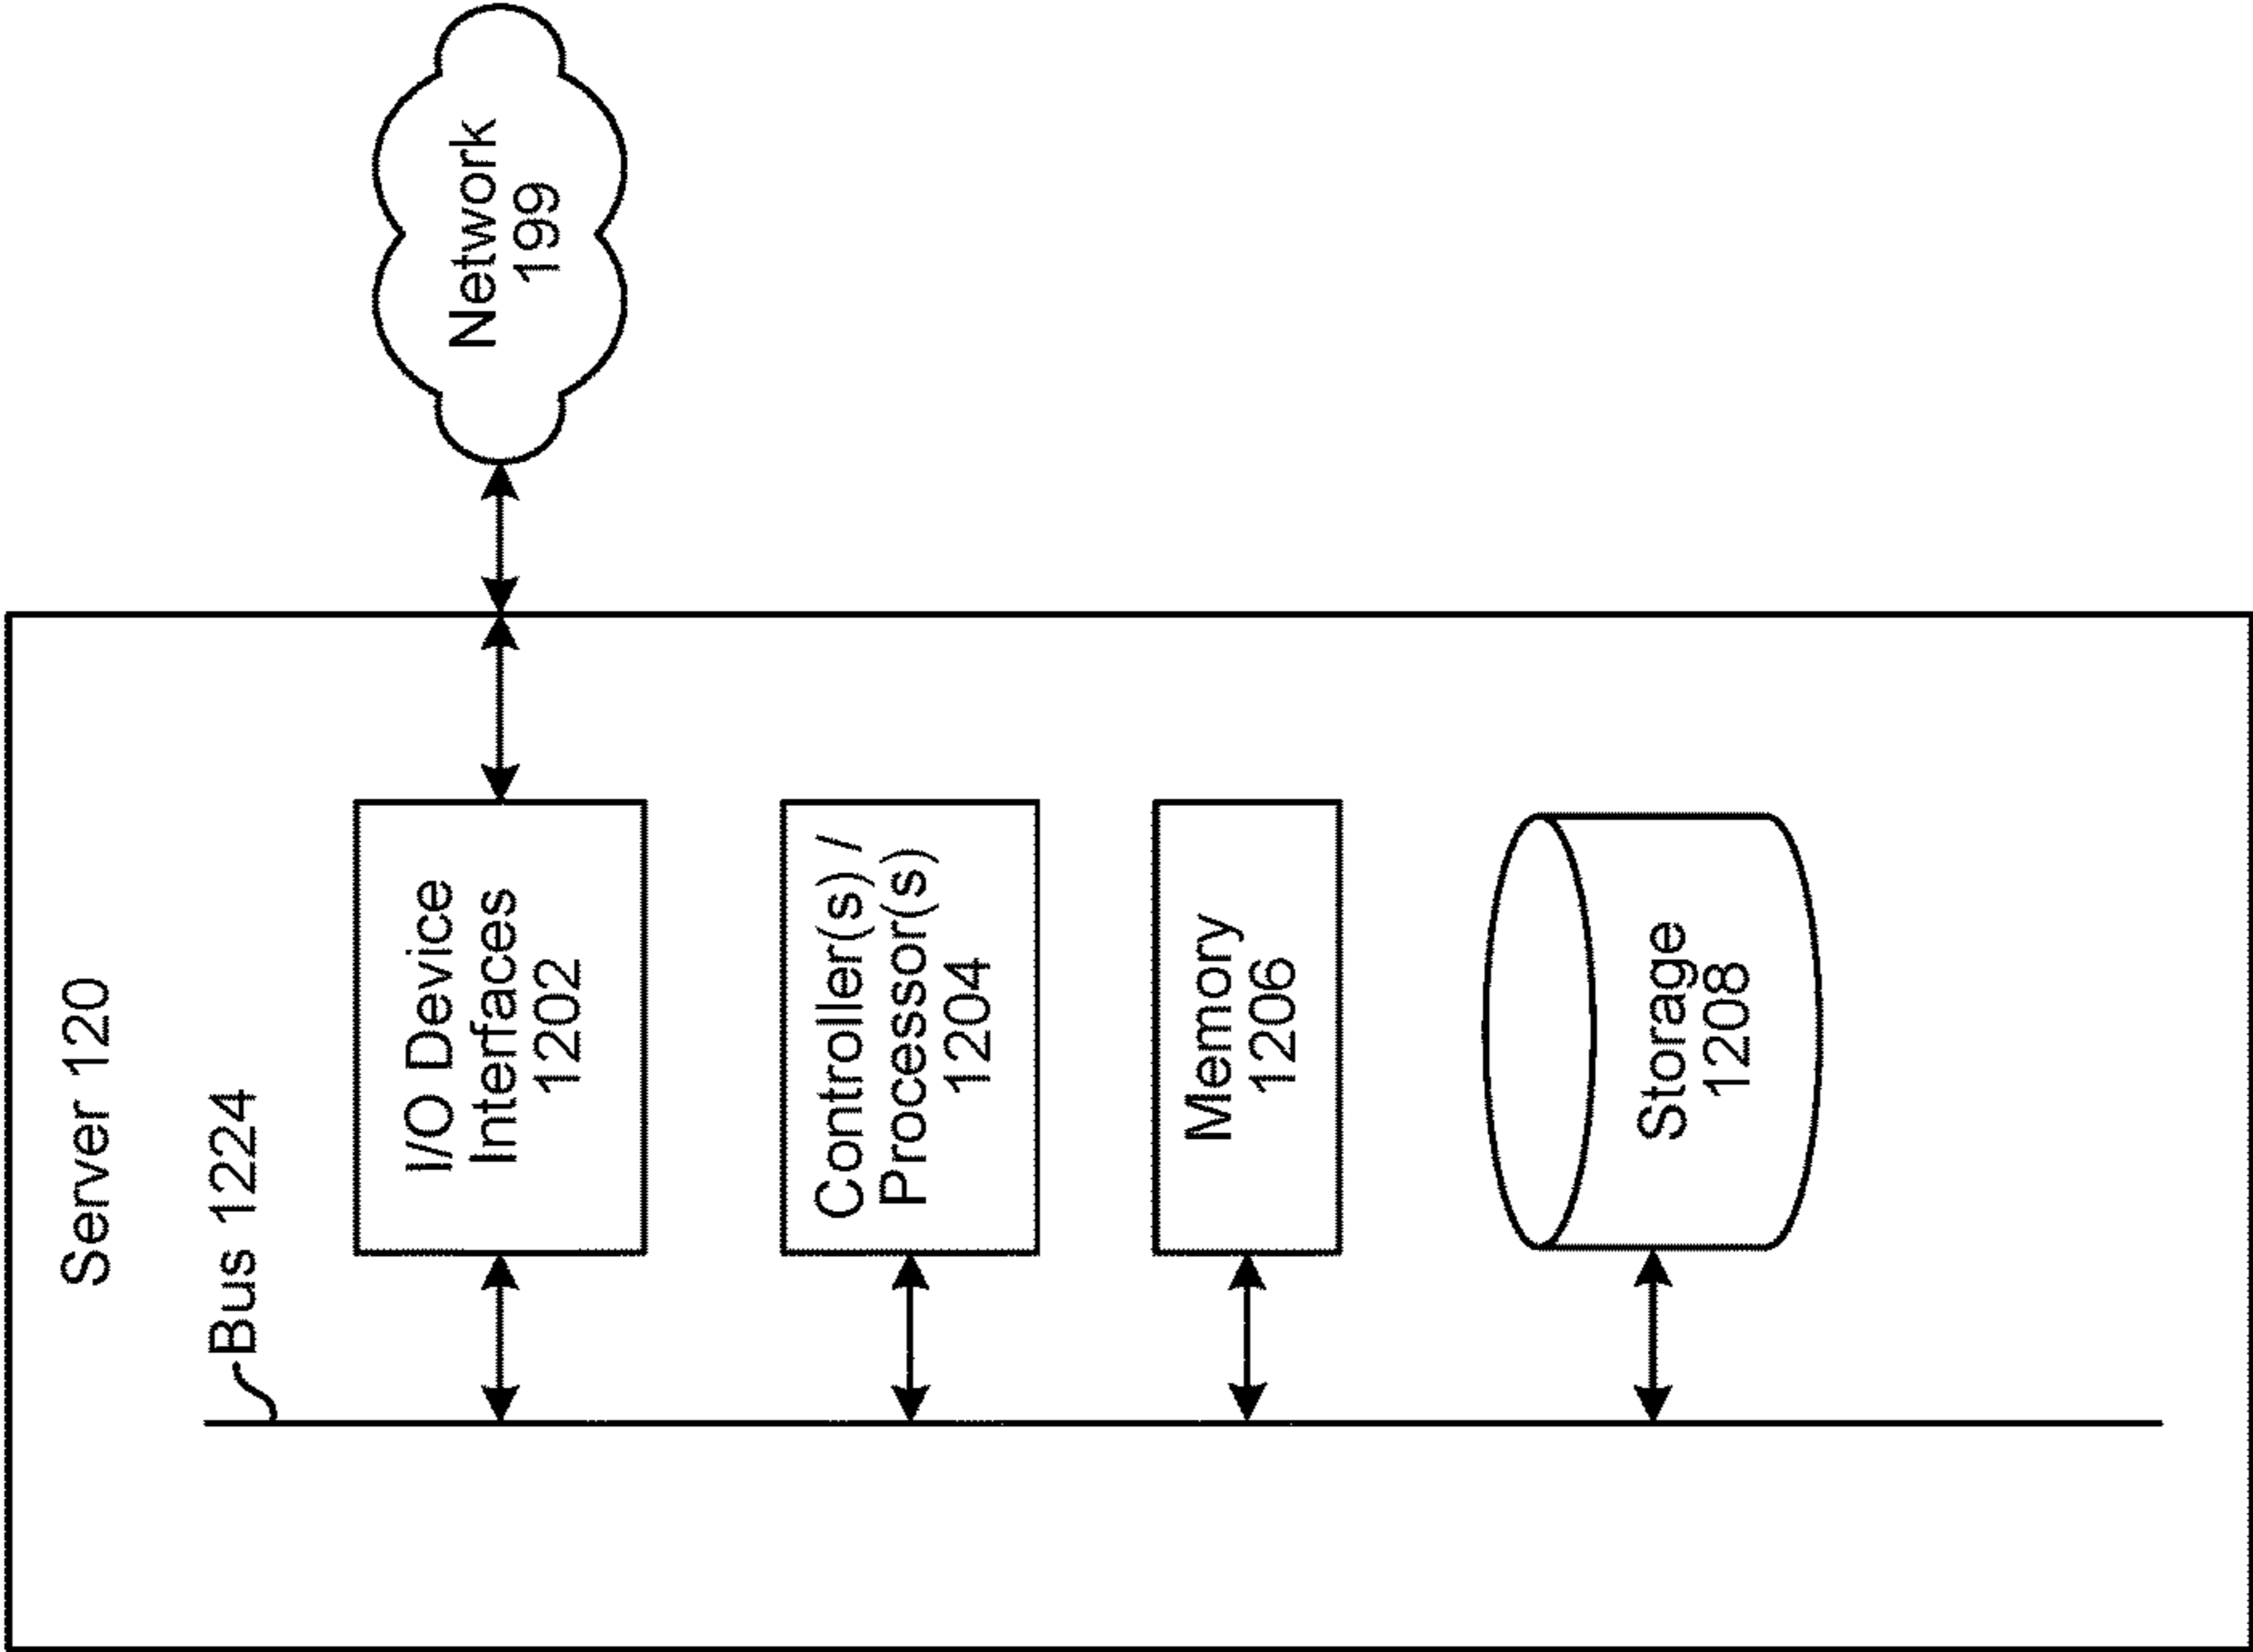 Server 120
Bus 1224
I/O Device
Interfaces
1202
Controller(s) /
Processor(s)
1204
Memory
1206
Storage
1208
Network
199